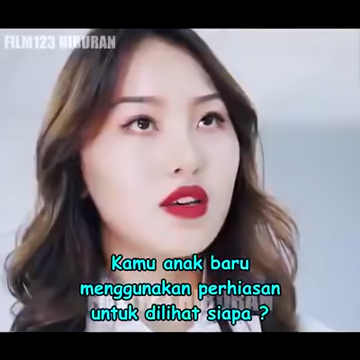 FILM123 HIBURAN
Kamu anak baru
menggunakan perhiasan
untuk dilihat siapa ?